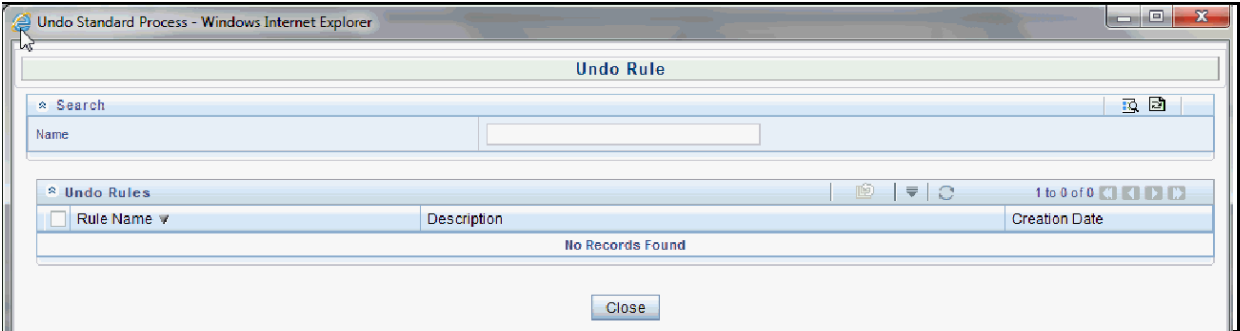 Undo Standard Process - Windows Internet Explorer
Undo Rule
Search
Name
Undo Rules
1 to 0 of 0
Rule Name Description Creation Date
No Records Found
Close